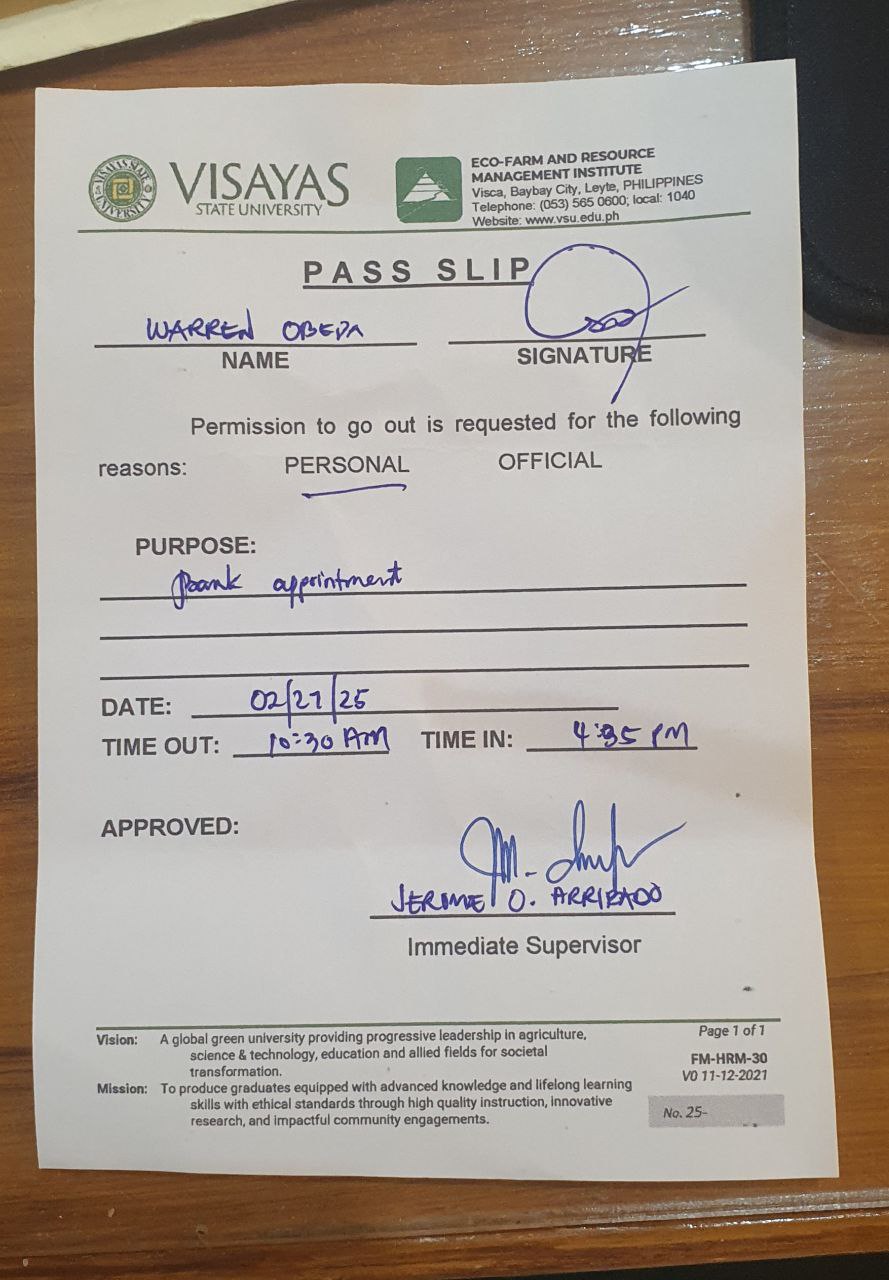 VISAYAS
STATE UNIVERSITY
VISAYAS STATE UNIVERSITY
ECO-FARM AND RESOURCE
MANAGEMENT INSTITUTE
Visca, Baybay City, Leyte, PHILIPPINES
Telephone: (053) 565 0600; local: 1040
Website: www.vsu.edu.ph
PASS SLIP
WARREN OBEDA
NAME
SIGNATURE
Permission to go out is requested for the following
reasons: PERSONAL OFFICIAL
PURPOSE:
bank appointment
DATE: 02/27/25
TIME OUT: 10:30 AM TIME IN: 4:35 PM
APPROVED:
O. ARRIBADO
Immediate Supervisor
Vision: A global green university providing progressive leadership in agriculture,
science & technology, education and allied fields for societal
transformation.
Mission: To produce graduates equipped with advanced knowledge and lifelong learning
skills with ethical standards through high quality instruction, innovative
research, and impactful community engagements.
Page 1 of 1
FM-HRM-30
V0 11-12-2021
No. 25-